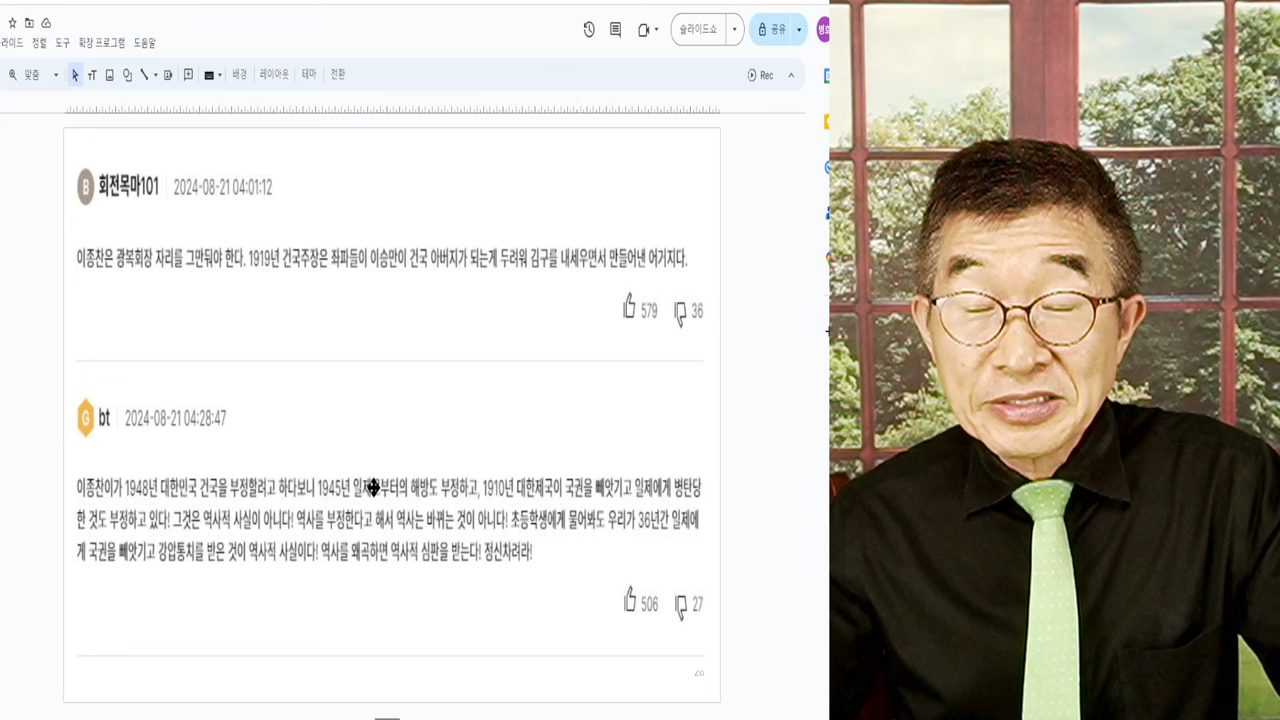 라이드 정렬 도구 확장 프로그램 도움말
슬라이드쇼
공유
맞춤
배경 레이아웃 테마 전환
Rec
B 회전목마101 2024-08-21 04:01:12
이종찬은 광복회장 자리를 그만둬야 한다. 1919년 건국주장은 좌파들이 이승만이 건국 아버지가 되는게 두려워 김구를 내세우면서 만들어낸 어거지다.
579 36
G bt 2024-08-21 04:28:47
이종찬이가 1948년 대한민국 건국을 부정할려고 하다보니 1945년 일제부터의 해방도 부정하고, 1910년 대한제국이 국권을 빼앗기고 일제에게 병탄당
한 것도 부정하고 있다! 그것은 역사적 사실이 아니다! 역사를 부정한다고 해서 역사는 바뀌는 것이 아니다! 초등학생에게 물어봐도 우리가 36년간 일제에
게 국권을 빼앗기고 강압통치를 받은 것이 역사적 사실이다! 역사를 왜곡하면 역사적 심판을 받는다! 정신차려라!
506 27